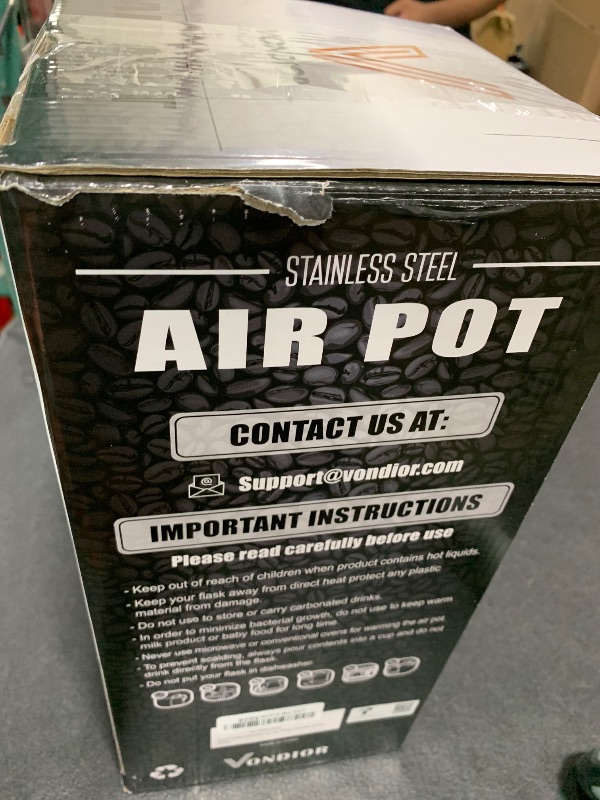 STAINLESS STEEL
AIR POT
CONTACT US AT:
Support@vondior.com
IMPORTANT INSTRUCTIONS
Please read carefully before use
- Keep out of reach of children when product contains hot liquids.
- Keep your flask away from direct heat protect any plastic
material from damage.
- Do not use to store or carry carbonated drinks.
- In order to minimize bacterial growth, do not use to keep warm
milk product or baby food for long time.
- Never use microwave or conventional ovens for warming the air pot.
- To prevent scalding, always pour contents into a cup and do not
drink directly from the flask.
- Do not put your flask in dishwasher
VONDIOR